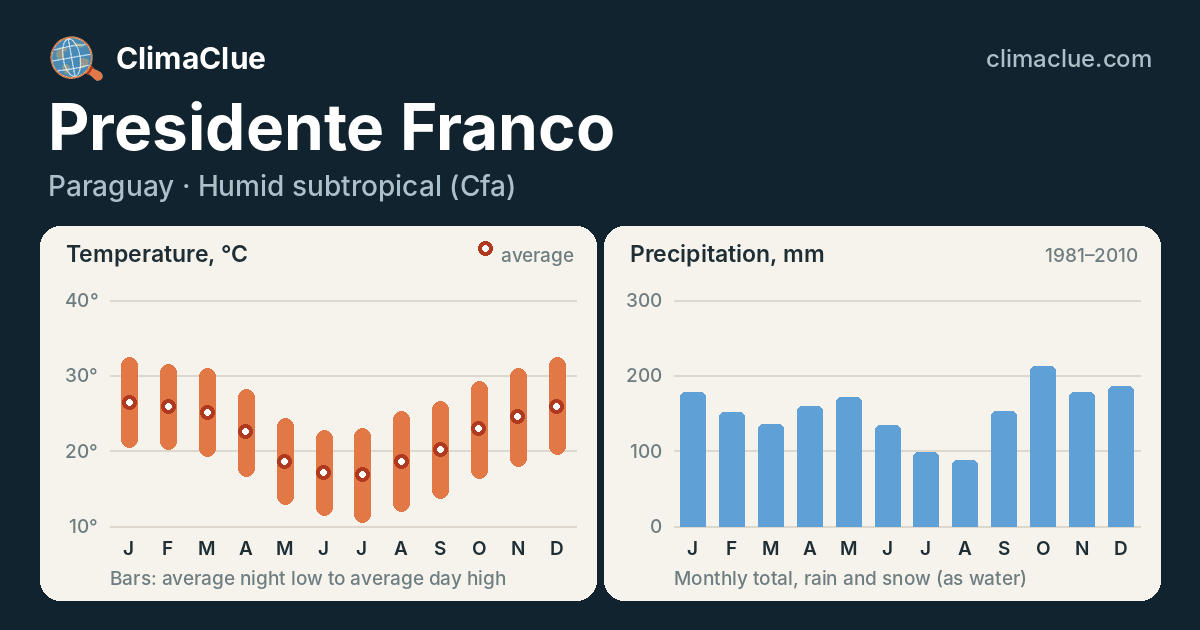 ClimaClue
climaclue.com
Presidente Franco
Paraguay · Humid subtropical (Cfa)
Temperature, °C
average
40°
30°
20°
10°
J F M A M J J A S O N D
Bars: average night low to average day high
Precipitation, mm
1981–2010
300
200
100
0
J F M A M J J A S O N D
Monthly total, rain and snow (as water)